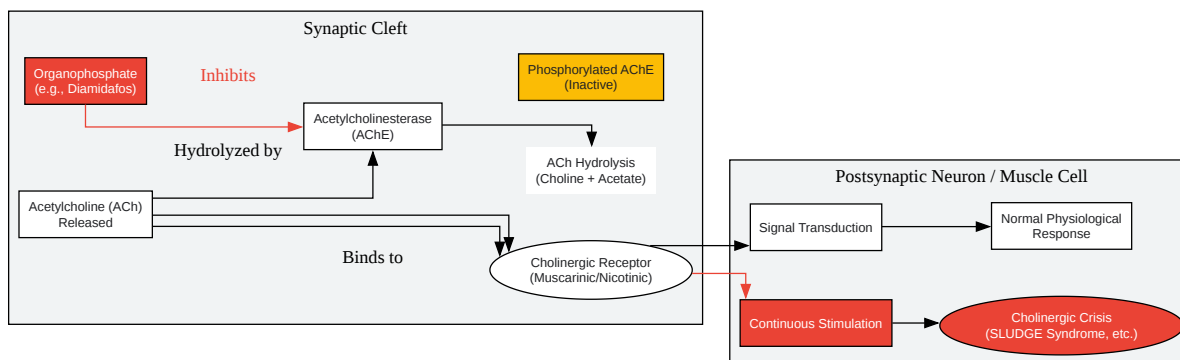 Synaptic Cleft
Organophosphate
(e.g., Diamidafos)
Inhibits
Phosphorylated AChE
(Inactive)
Acetylcholinesterase
(AChE)
Hydrolyzed by
ACh Hydrolysis
(Choline + Acetate)
Acetylcholine (ACh)
Released
Binds to
Cholinergic Receptor
(Muscarinic/Nicotinic)
Postsynaptic Neuron / Muscle Cell
Signal Transduction
Normal Physiological
Response
Continuous Stimulation
Cholinergic Crisis
(SLUDGE Syndrome, etc.)